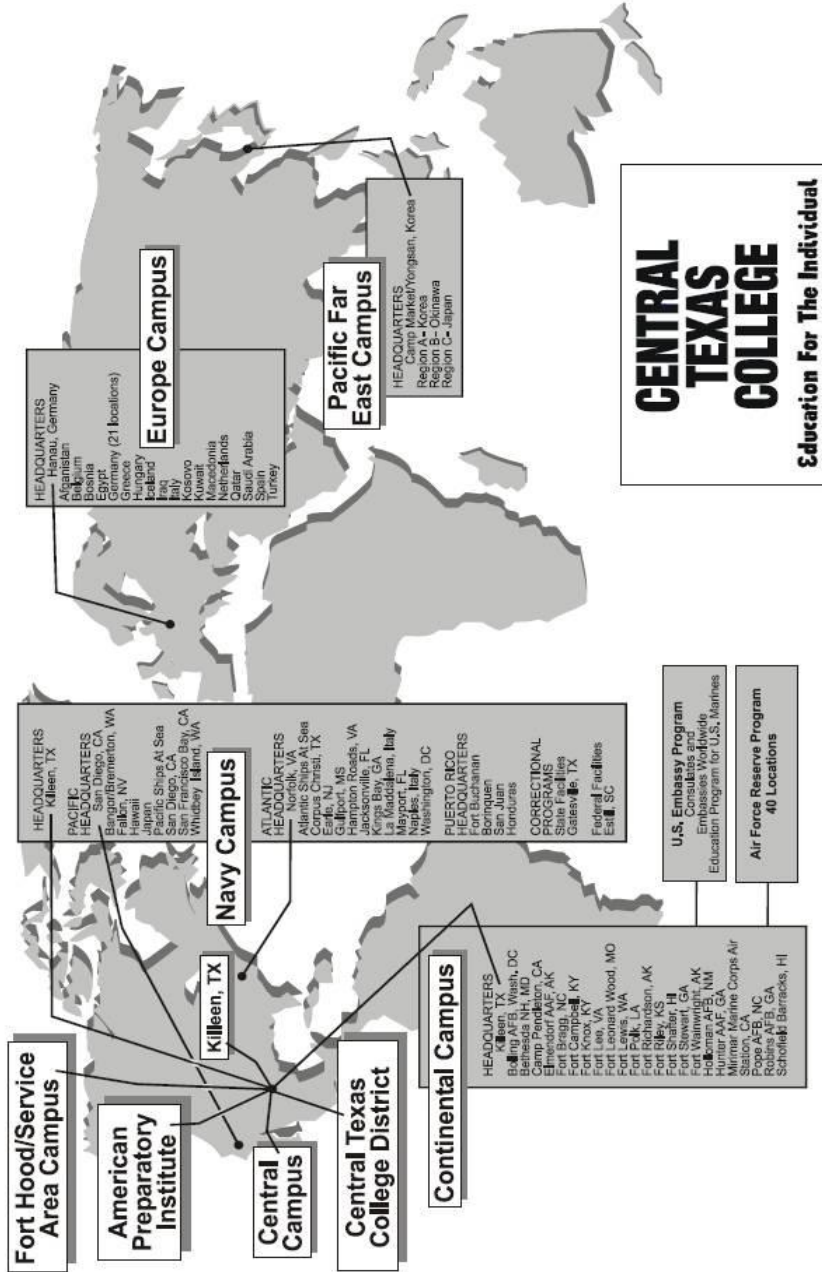 Fort Hood/Service
Area Campus
American
Preparatory
Institute
Central
Campus
Central Texas
College District
Killeen, TX
Navy Campus
HEADQUARTERS
Killeen, TX
PACIFIC
HEADQUARTERS
San Diego, CA
Bangor/Bremerton, WA
Fallon, NV
Hawaii
Japan
Pacific Ships At Sea
San Diego, CA
San Francisco Bay, CA
Whidbey Island, WA
ATLANTIC
HEADQUARTERS
Norfolk, VA
Atlantic Ships At Sea
Corpus Christi, TX
Earle, NJ
Gulfport, MS
Hampton Roads, VA
Jacksonville, FL
Kings Bay, GA
La Maddalena, Italy
Mayport, FL
Naples, Italy
Washington, DC
PUERTO RICO
HEADQUARTERS
Fort Buchanan
Borinquen
San Juan
Honduras
CORRECTIONAL
PROGRAMS
State Facilities
Gatesville, TX
Federal Facilities
Estill, SC
Continental Campus
HEADQUARTERS
Killeen, TX
Bolling AFB, Wash. DC
Bethesda NH, MD
Camp Pendleton, CA
Elmendorf AAF, AK
Fort Bragg, NC
Fort Campbell, KY
Fort Knox, KY
Fort Lee, VA
Fort Leonard Wood, MO
Fort Lewis, WA
Fort Polk, LA
Fort Richardson, AK
Fort Riley, KS
Fort Shafter, HI
Fort Stewart, GA
Fort Wainwright, AK
Holloman AFB, NM
Hunter AAF, GA
Mirimar Marine Corps Air
Station, CA
Pope AFB, NC
Robins AFB, GA
Schofield Barracks, HI
U.S. Embassy Program
Consulates and
Embassies Worldwide
Education Program for U.S. Marines
Air Force Reserve Program
40 Locations
HEADQUARTERS
Hanau, Germany
Afganistan
Belgium
Bosnia
Egypt
Germany (21 locations)
Greece
Hungary
Iceland
Iraq
Italy
Kosovo
Kuwait
Macedonia
Netherlands
Qatar
Saudi Arabia
Spain
Turkey
Europe Campus
Pacific Far
East Campus
HEADQUARTERS
Camp Market/Yongsan, Korea
Region A - Korea
Region B - Okinawa
Region C - Japan
CENTRAL
TEXAS
COLLEGE
Education For The Individual